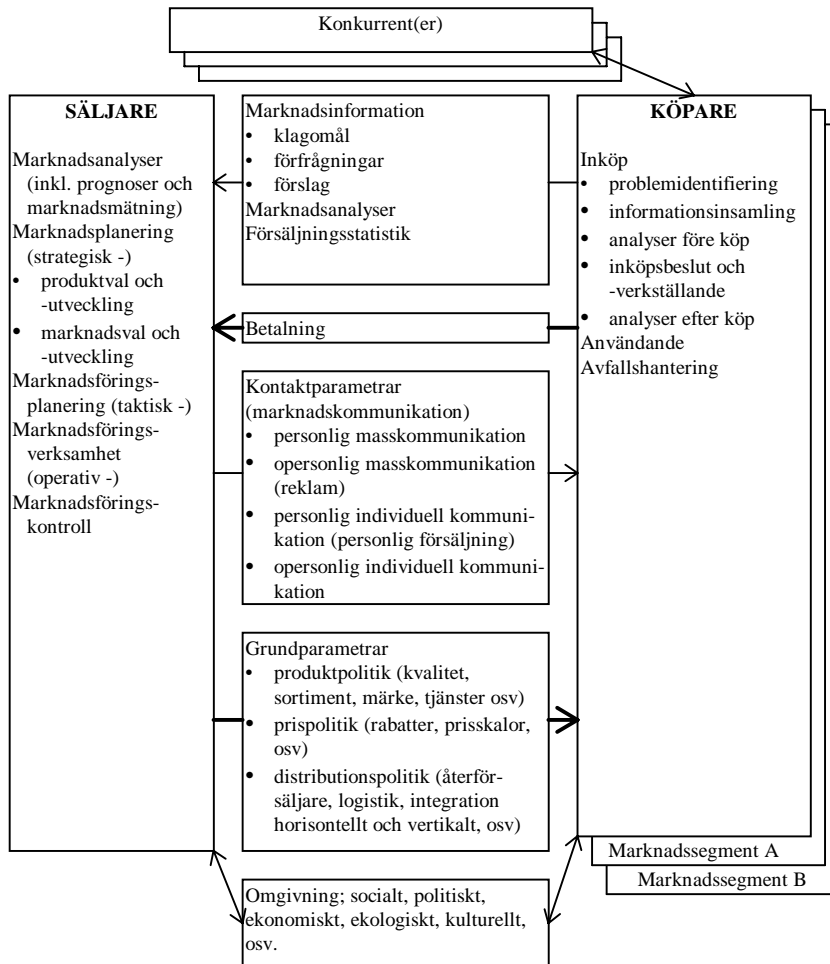 Konkurrent(er)
SÄLJARE
Marknadsanalyser
(inkl. prognoser och
marknadsmätning)
Marknadsplanering
(strategisk -)
• produktval och
-utveckling
• marknadsval och
-utveckling
Marknadsförings-
planering (taktisk -)
Marknadsförings-
verksamhet
(operativ -)
Marknadsförings-
kontroll
Marknadsinformation
• klagomål
• förfrågningar
• förslag
Marknadsanalyser
Försäljningsstatistik
Betalning
Kontaktparametrar
(marknadskommunikation)
• personlig masskommunikation
• opersonlig masskommunikation
(reklam)
• personlig individuell kommuni-
kation (personlig försäljning)
• opersonlig individuell kommuni-
kation
Grundparametrar
• produktpolitik (kvalitet,
sortiment, märke, tjänster osv)
• prispolitik (rabatter, prisskalor,
osv)
• distributionspolitik (återför-
säljare, logistik, integration
horisontellt och vertikalt, osv)
Omgivning; socialt, politiskt,
ekonomiskt, ekologiskt, kulturellt,
osv.
KÖPARE
Inköp
• problemidentifiering
• informationsinsamling
• analyser före köp
• inköpsbeslut och
-verkställande
• analyser efter köp
Användande
Avfallshantering
Marknadssegment A
Marknadssegment B